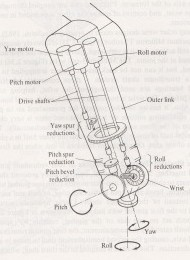 Yaw motor
Roll motor
Pitch motor
Drive shafts
Outer link
Yaw spur
reductions
Pitch spur
reduction
Pitch bevel
reduction
Roll
reductions
Wrist
Pitch
Yaw
Roll